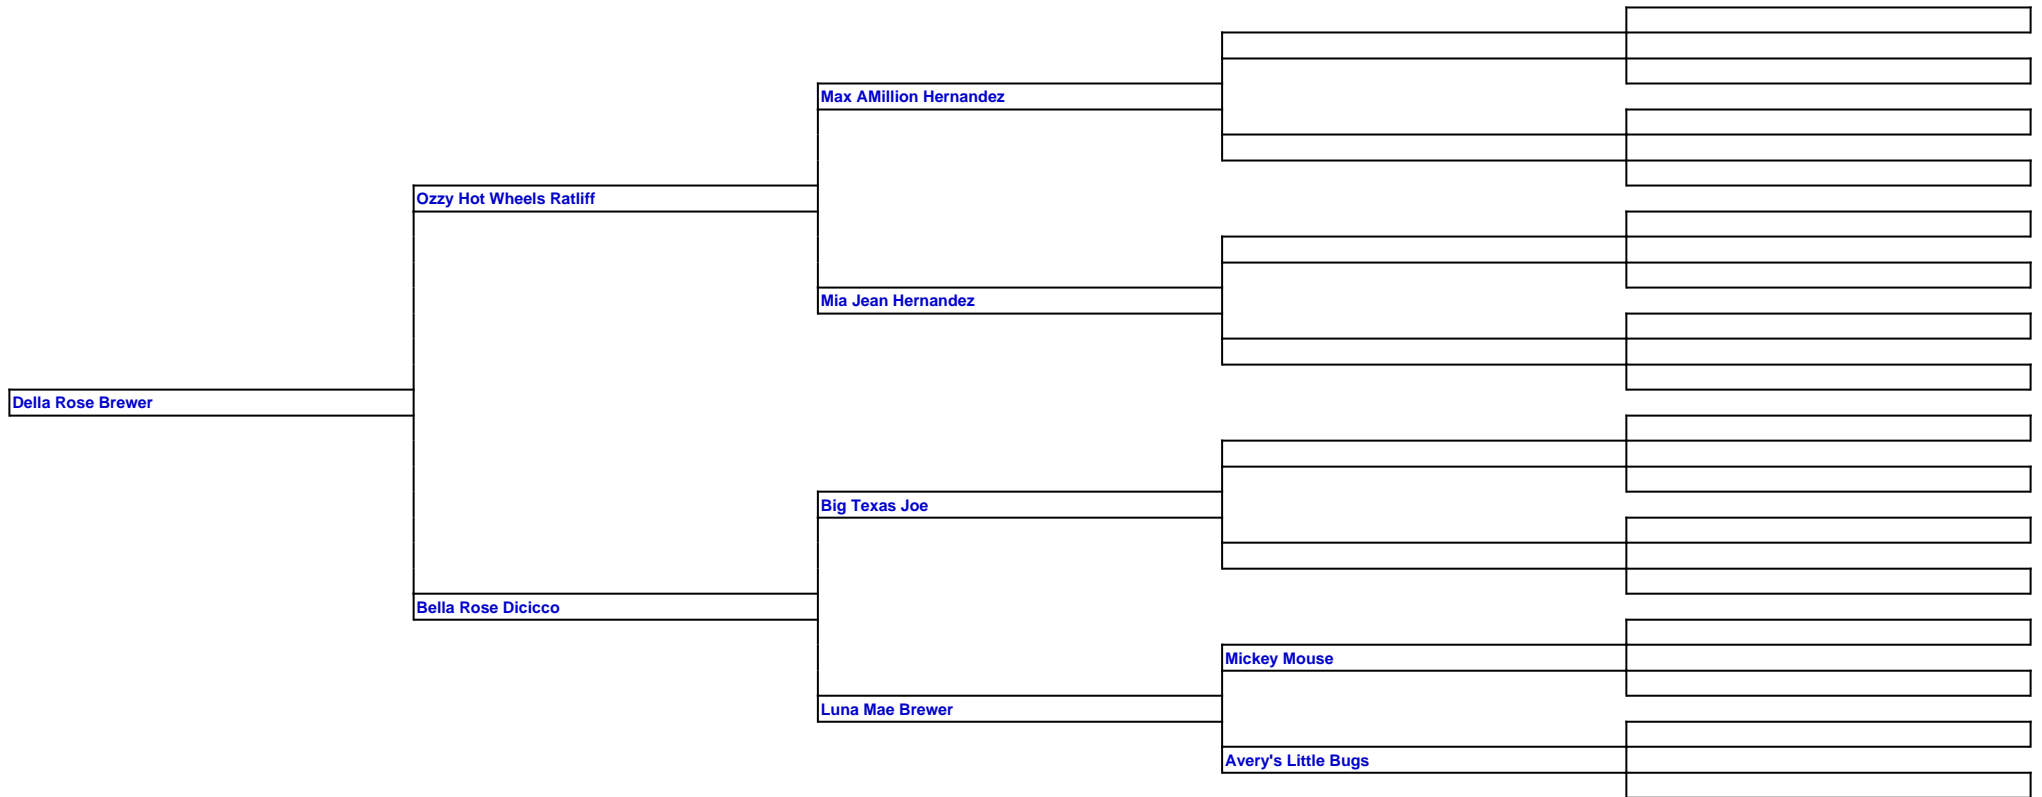 Max AMillion Hernandez
Ozzy Hot Wheels Ratliff
Mia Jean Hernandez
Della Rose Brewer
Big Texas Joe
Bella Rose Dicicco
Mickey Mouse
Luna Mae Brewer
Avery's Little Bugs